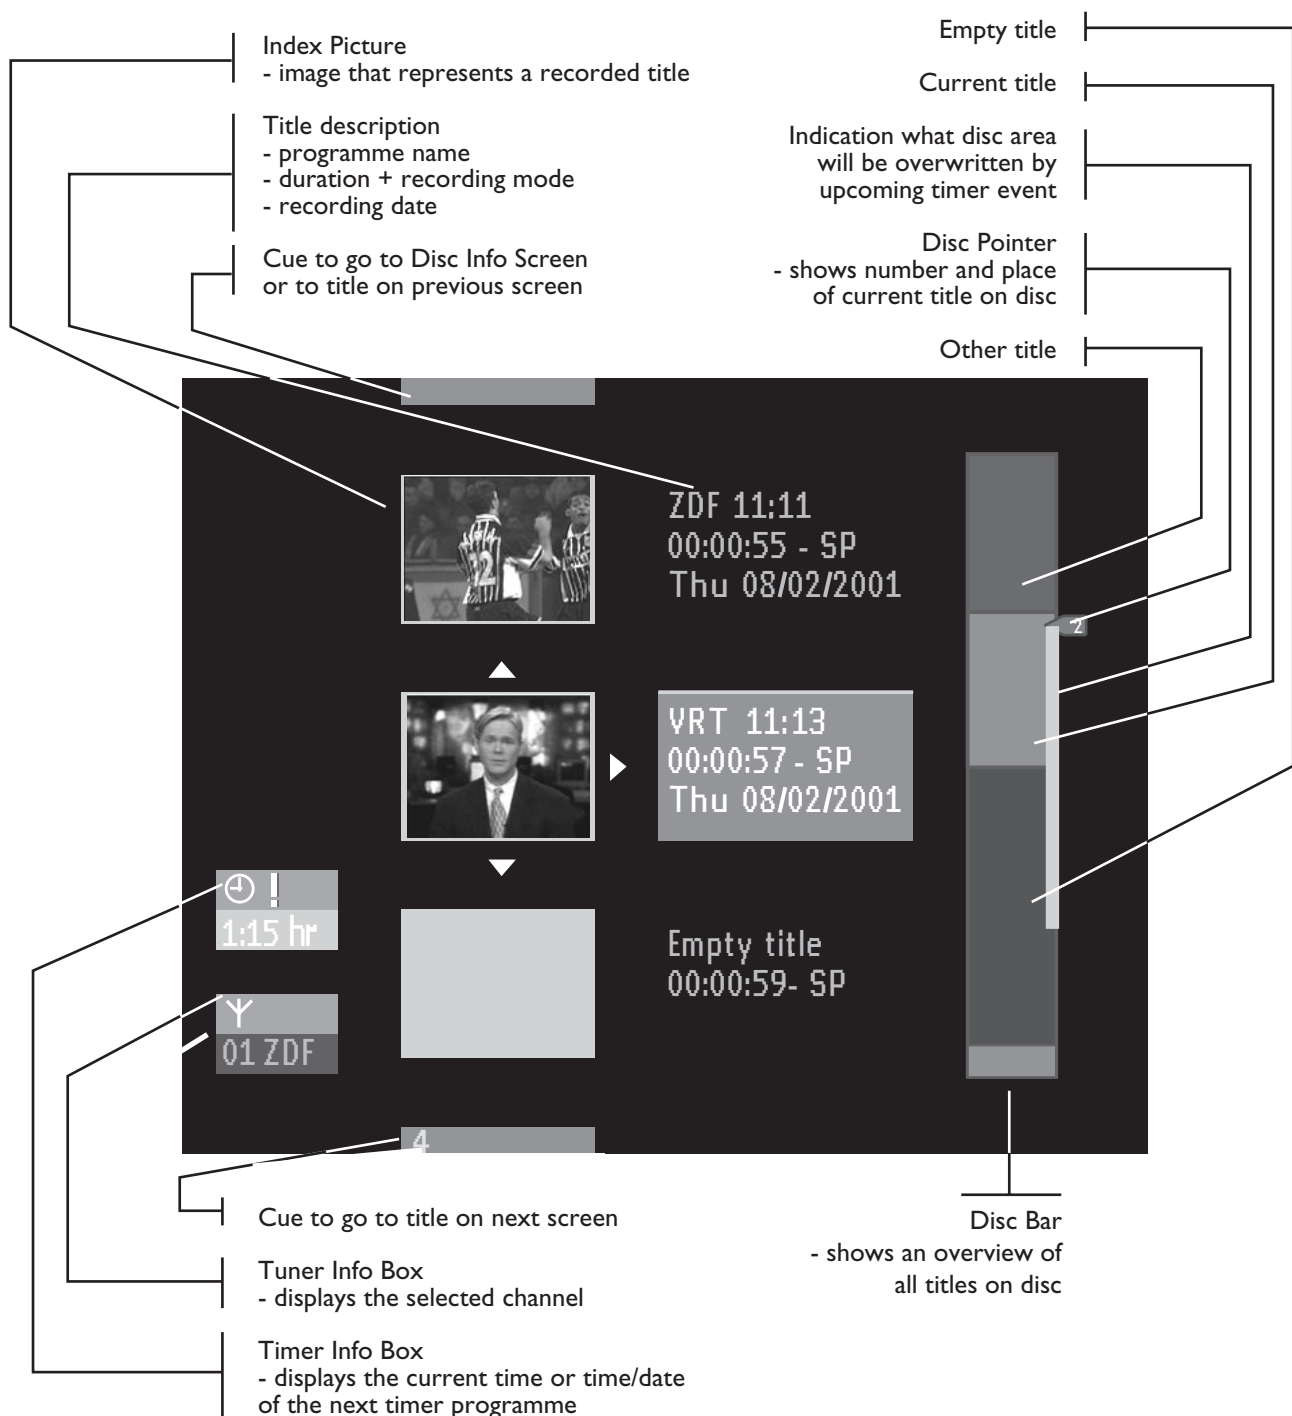 Index Picture
- image that represents a recorded title
Title description
- programme name
- duration + recording mode
- recording date
Cue to go to Disc Info Screen
or to title on previous screen
Empty title
Current title
Indication what disc area
will be overwritten by
upcoming timer event
Disc Pointer
- shows number and place
of current title on disc
Other title
32
ZDF 11:11
00:00:55 - SP
Thu 08/02/2001
2
VRT 11:13
00:00:57 - SP
Thu 08/02/2001
! 
1:15 hr
Empty title
00:00:59- SP
01 ZDF
4
Cue to go to title on next screen
Tuner Info Box
- displays the selected channel
Timer Info Box
- displays the current time or time/date
of the next timer programme
Disc Bar
- shows an overview of
all titles on disc